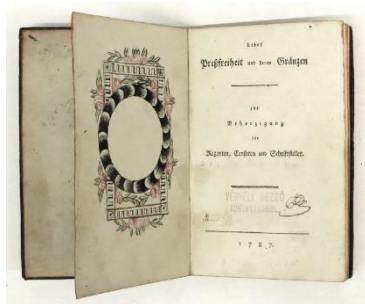 Ueber
Preßfreiheit und deren Gränzen
zur
Beherzigung
für
Regenten, Censoren und Schriftsteller.
1787.